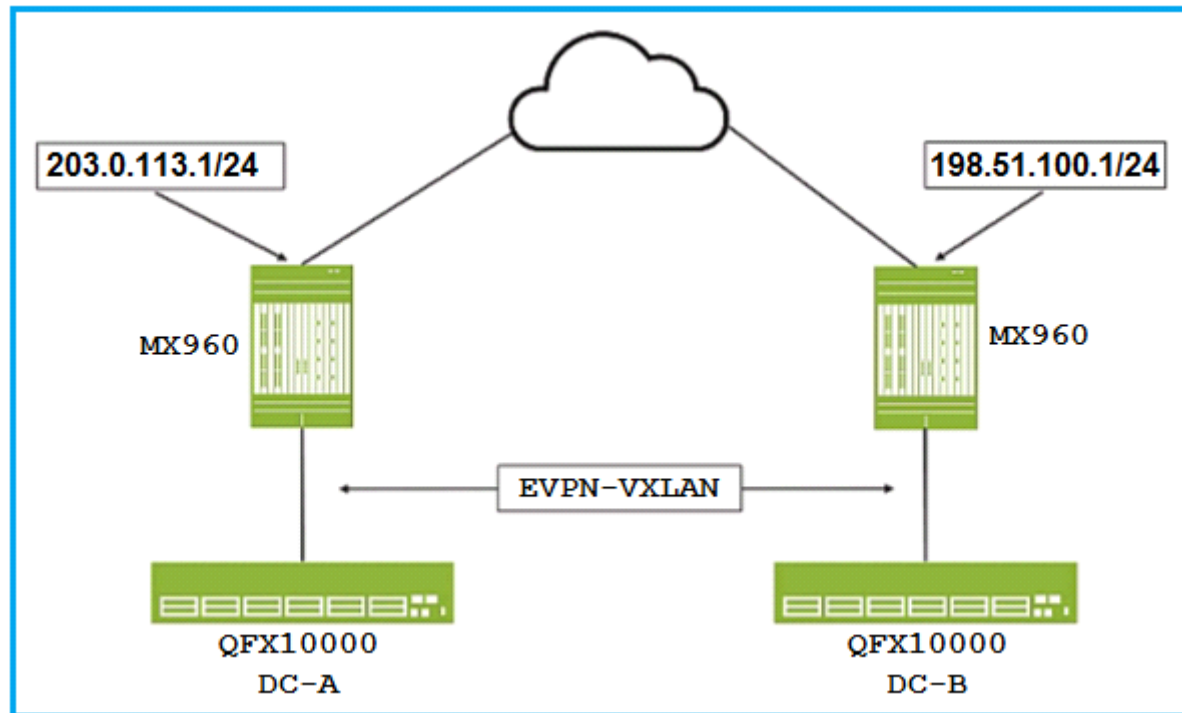 203.0.113.1/24
198.51.100.1/24
MX960
MX960
EVPN-VXLAN
QFX10000
DC-A
QFX10000
DC-B